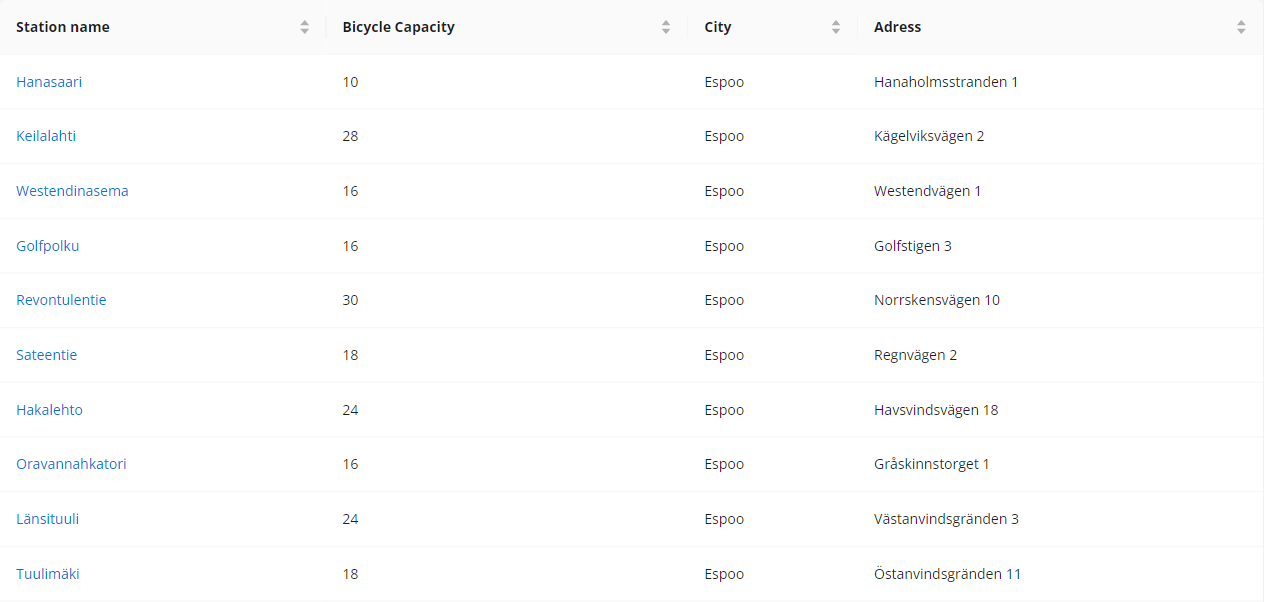 Station name Bicycle Capacity City Adress
Hanasaari 10 Espoo Hanaholmsstranden 1
Keilalahti 28 Espoo Kägelviksvägen 2
Westendinasema 16 Espoo Westendvägen 1
Golfpolku 16 Espoo Golfstigen 3
Revontulentie 30 Espoo Norrskensvägen 10
Sateentie 18 Espoo Regnvägen 2
Hakalehto 24 Espoo Havsvindsvägen 18
Oravannahkatori 16 Espoo Gråskinnstorget 1
Länsituuli 24 Espoo Västanvindsgränden 3
Tuulimäki 18 Espoo Östanvindsgränden 11